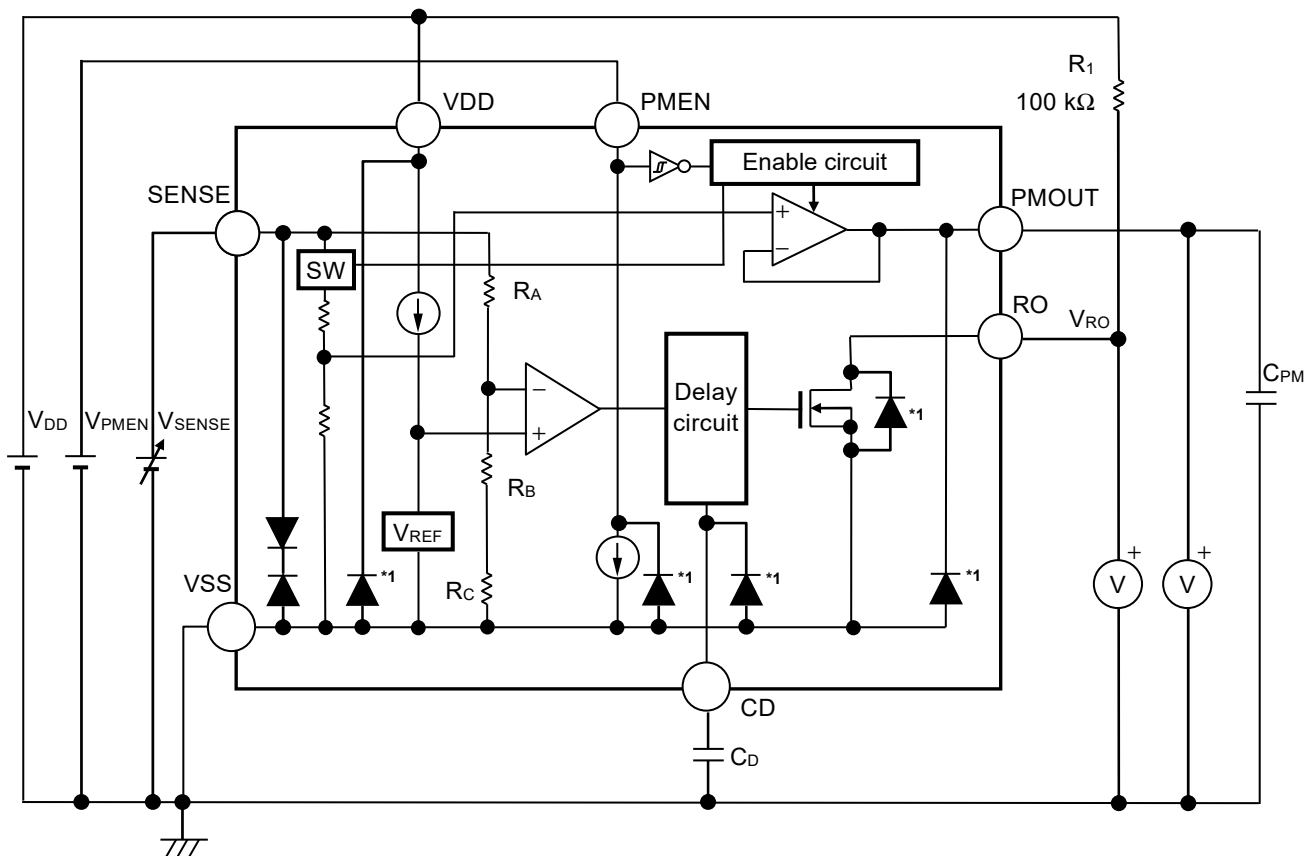 R1
100 kΩ
VDD
PMEN
Enable circuit
SENSE
PMOUT
+
−
SW
RA
RO
VRO
CPM
Delay
circuit
−
+
*1
VDD
VPMEN
VSENSE
RB
VREF
VSS
*1
RC
*1
*1
*1
+
V
+
V
CD
CD